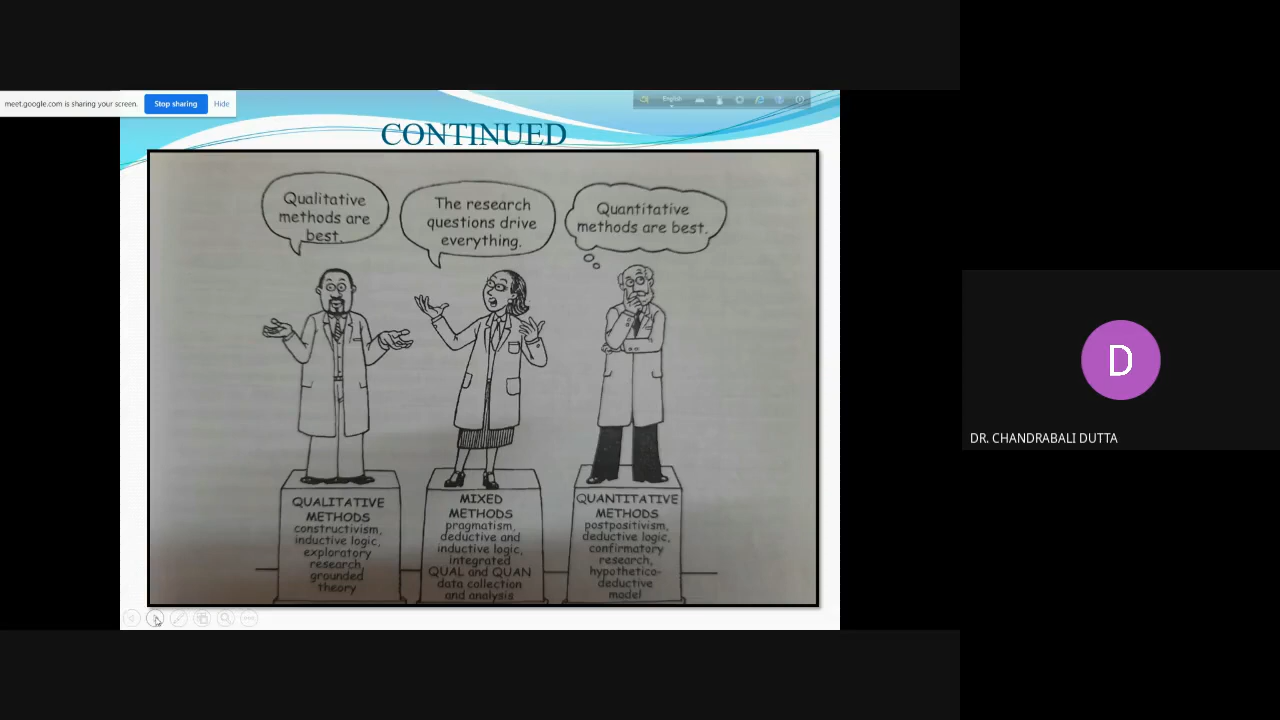 meet.google.com is sharing your screen.
Stop sharing
Hide
English
CONTINUED
Qualitative
methods are
best.
The research
questions drive
everything.
Quantitative
methods are best.
QUALITATIVE
METHODS
constructivism,
inductive logic,
exploratory
research,
grounded
theory
MIXED
METHODS
pragmatism,
deductive and
inductive logic,
integrated
QUAL and QUAN
data collection
and analysis
QUANTITATIVE
METHODS
postpositivism,
deductive logic,
confirmatory
research,
hypothetico-
deductive
model
D
DR. CHANDRABALI DUTTA